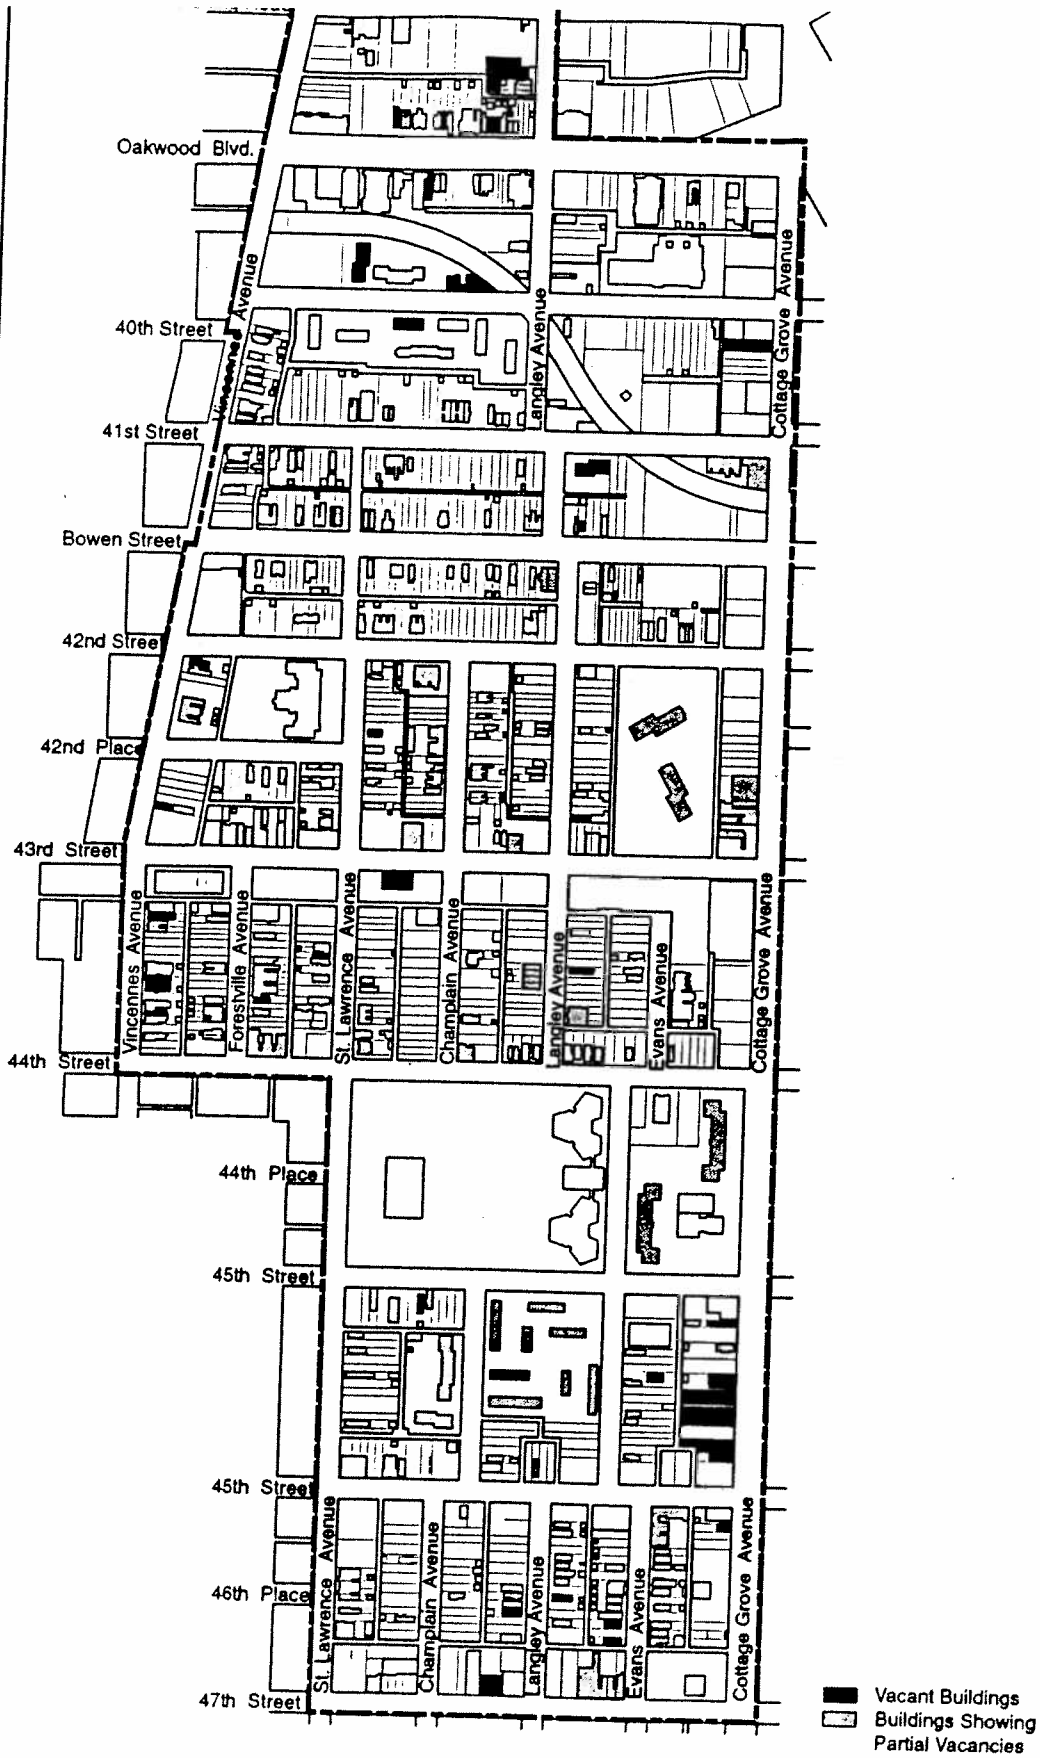 Oakwood Blvd.
Vincennes Avenue
Langley Avenue
Cottage Grove Avenue
40th Street
41st Street
Bowen Street
42nd Street
42nd Place
43rd Street
Vincennes Avenue
Forestville Avenue
St. Lawrence Avenue
Champlain Avenue
Langley Avenue
Evans Avenue
Cottage Grove Avenue
44th Street
44th Place
45th Street
45th Street
St. Lawrence Avenue
Champlain Avenue
Langley Avenue
Evans Avenue
Cottage Grove Avenue
46th Place
47th Street
Vacant Buildings
Buildings Showing
Partial Vacancies